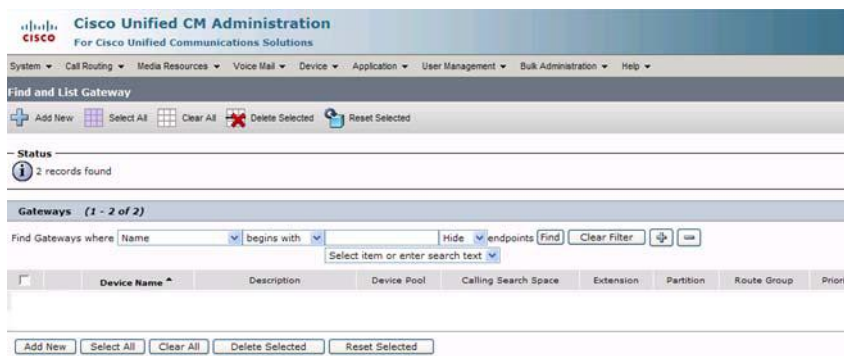 Cisco Unified CM Administration
CISCO
For Cisco Unified Communications Solutions
System Call Routing Media Resources Voice Mail Device Application User Management Bulk Administration Help
Find and List Gateway
Add New Select All Clear All Delete Selected Reset Selected
Status
2 records found
Gateways (1 - 2 of 2)
Find Gateways where Name begins with Hide endpoints Find Clear Filter
Select item or enter search text
Device Name Description Device Pool Calling Search Space Extension Partition Route Group Prior
Add New Select All Clear All Delete Selected Reset Selected